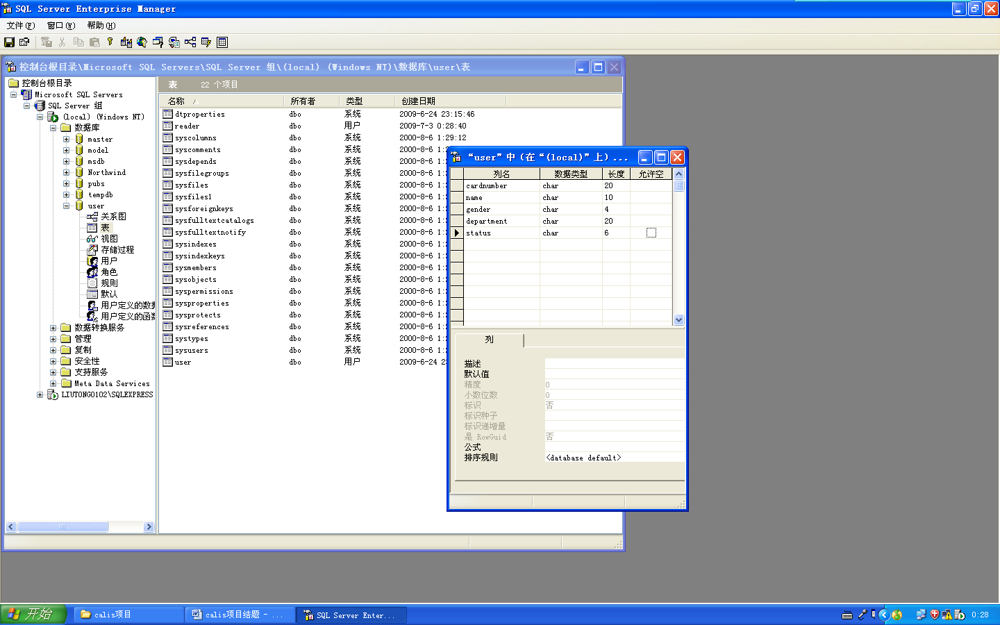 SQL Server Enterprise Manager
文件(F) 窗口(W) 帮助(H)
控制台根目录\Microsoft SQL Servers\SQL Server 组\(local) (Windows NT)\数据库\user\表
控制台根目录
Microsoft SQL Servers
SQL Server 组
(local) (Windows NT)
数据库
master
model
msdb
Northwind
pubs
tempdb
user
关系图
表
视图
存储过程
用户
角色
规则
默认
用户定义的数据
用户定义的函数
数据转换服务
管理
复制
安全性
支持服务
Meta Data Services
LIUTONG0102\SQLEXPRESS
表 22 个项目
名称 所有者 类型 创建日期
dtproperties dbo 系统 2009-6-24 23:15:46
reader dbo 用户 2009-7-3 0:28:40
syscolumns dbo 系统 2000-8-6 1:29:12
syscomments dbo 系统 2000-8-6 1:
sysdepends dbo 系统 2000-8-6 1:
sysfilegroups dbo 系统 2000-8-6 1:
sysfiles dbo 系统 2000-8-6 1:
sysfiles1 dbo 系统 2000-8-6 1:
sysforeignkeys dbo 系统 2000-8-6 1:
sysfulltextcatalogs dbo 系统 2000-8-6 1:
sysfulltextnotify dbo 系统 2000-8-6 1:
sysindexes dbo 系统 2000-8-6 1:
sysindexkeys dbo 系统 2000-8-6 1:
sysmembers dbo 系统 2000-8-6 1:
sysobjects dbo 系统 2000-8-6 1:
syspermissions dbo 系统 2000-8-6 1:
sysproperties dbo 系统 2000-8-6 1:
sysprotects dbo 系统 2000-8-6 1:
sysreferences dbo 系统 2000-8-6 1:
systypes dbo 系统 2000-8-6 1:
sysusers dbo 系统 2000-8-6 1:
user dbo 用户 2009-6-24 2
“user”中(在“(local)”上)...
列名 数据类型 长度 允许空
cardnumber char 20
name char 10
gender char 4
department char 20
status char 6
列
描述
默认值
精度 0
小数位数 0
标识 否
标识种子
标识递增量
是 RowGuid 否
公式
排序规则 <database default>
开始 calis项目 calis项目结题 - ... SQL Server Enter... 0:28